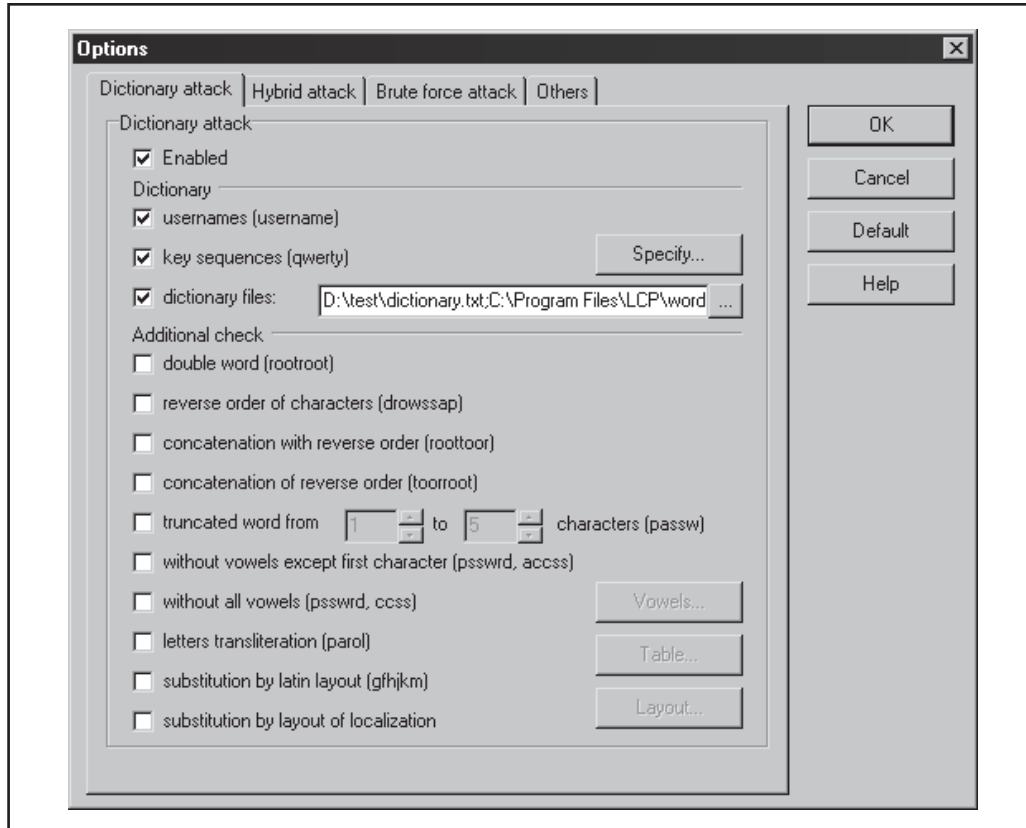 Options
Dictionary attack Hybrid attack Brute force attack Others
Dictionary attack
Enabled
Dictionary
usernames (username)
key sequences (qwerty) Specify...
dictionary files: D:\test\dictionary.txt;C:\Program Files\LCP\word ...
Additional check
double word (rootroot)
reverse order of characters (drowssap)
concatenation with reverse order (roottoor)
concatenation of reverse order (toorroot)
truncated word from 1 to 5 characters (passw)
without vowels except first character (psswrd, accss)
without all vowels (psswrd, ccss) Vowels...
letters transliteration (parol) Table...
substitution by latin layout (gfhjkm)
substitution by layout of localization Layout...
OK
Cancel
Default
Help